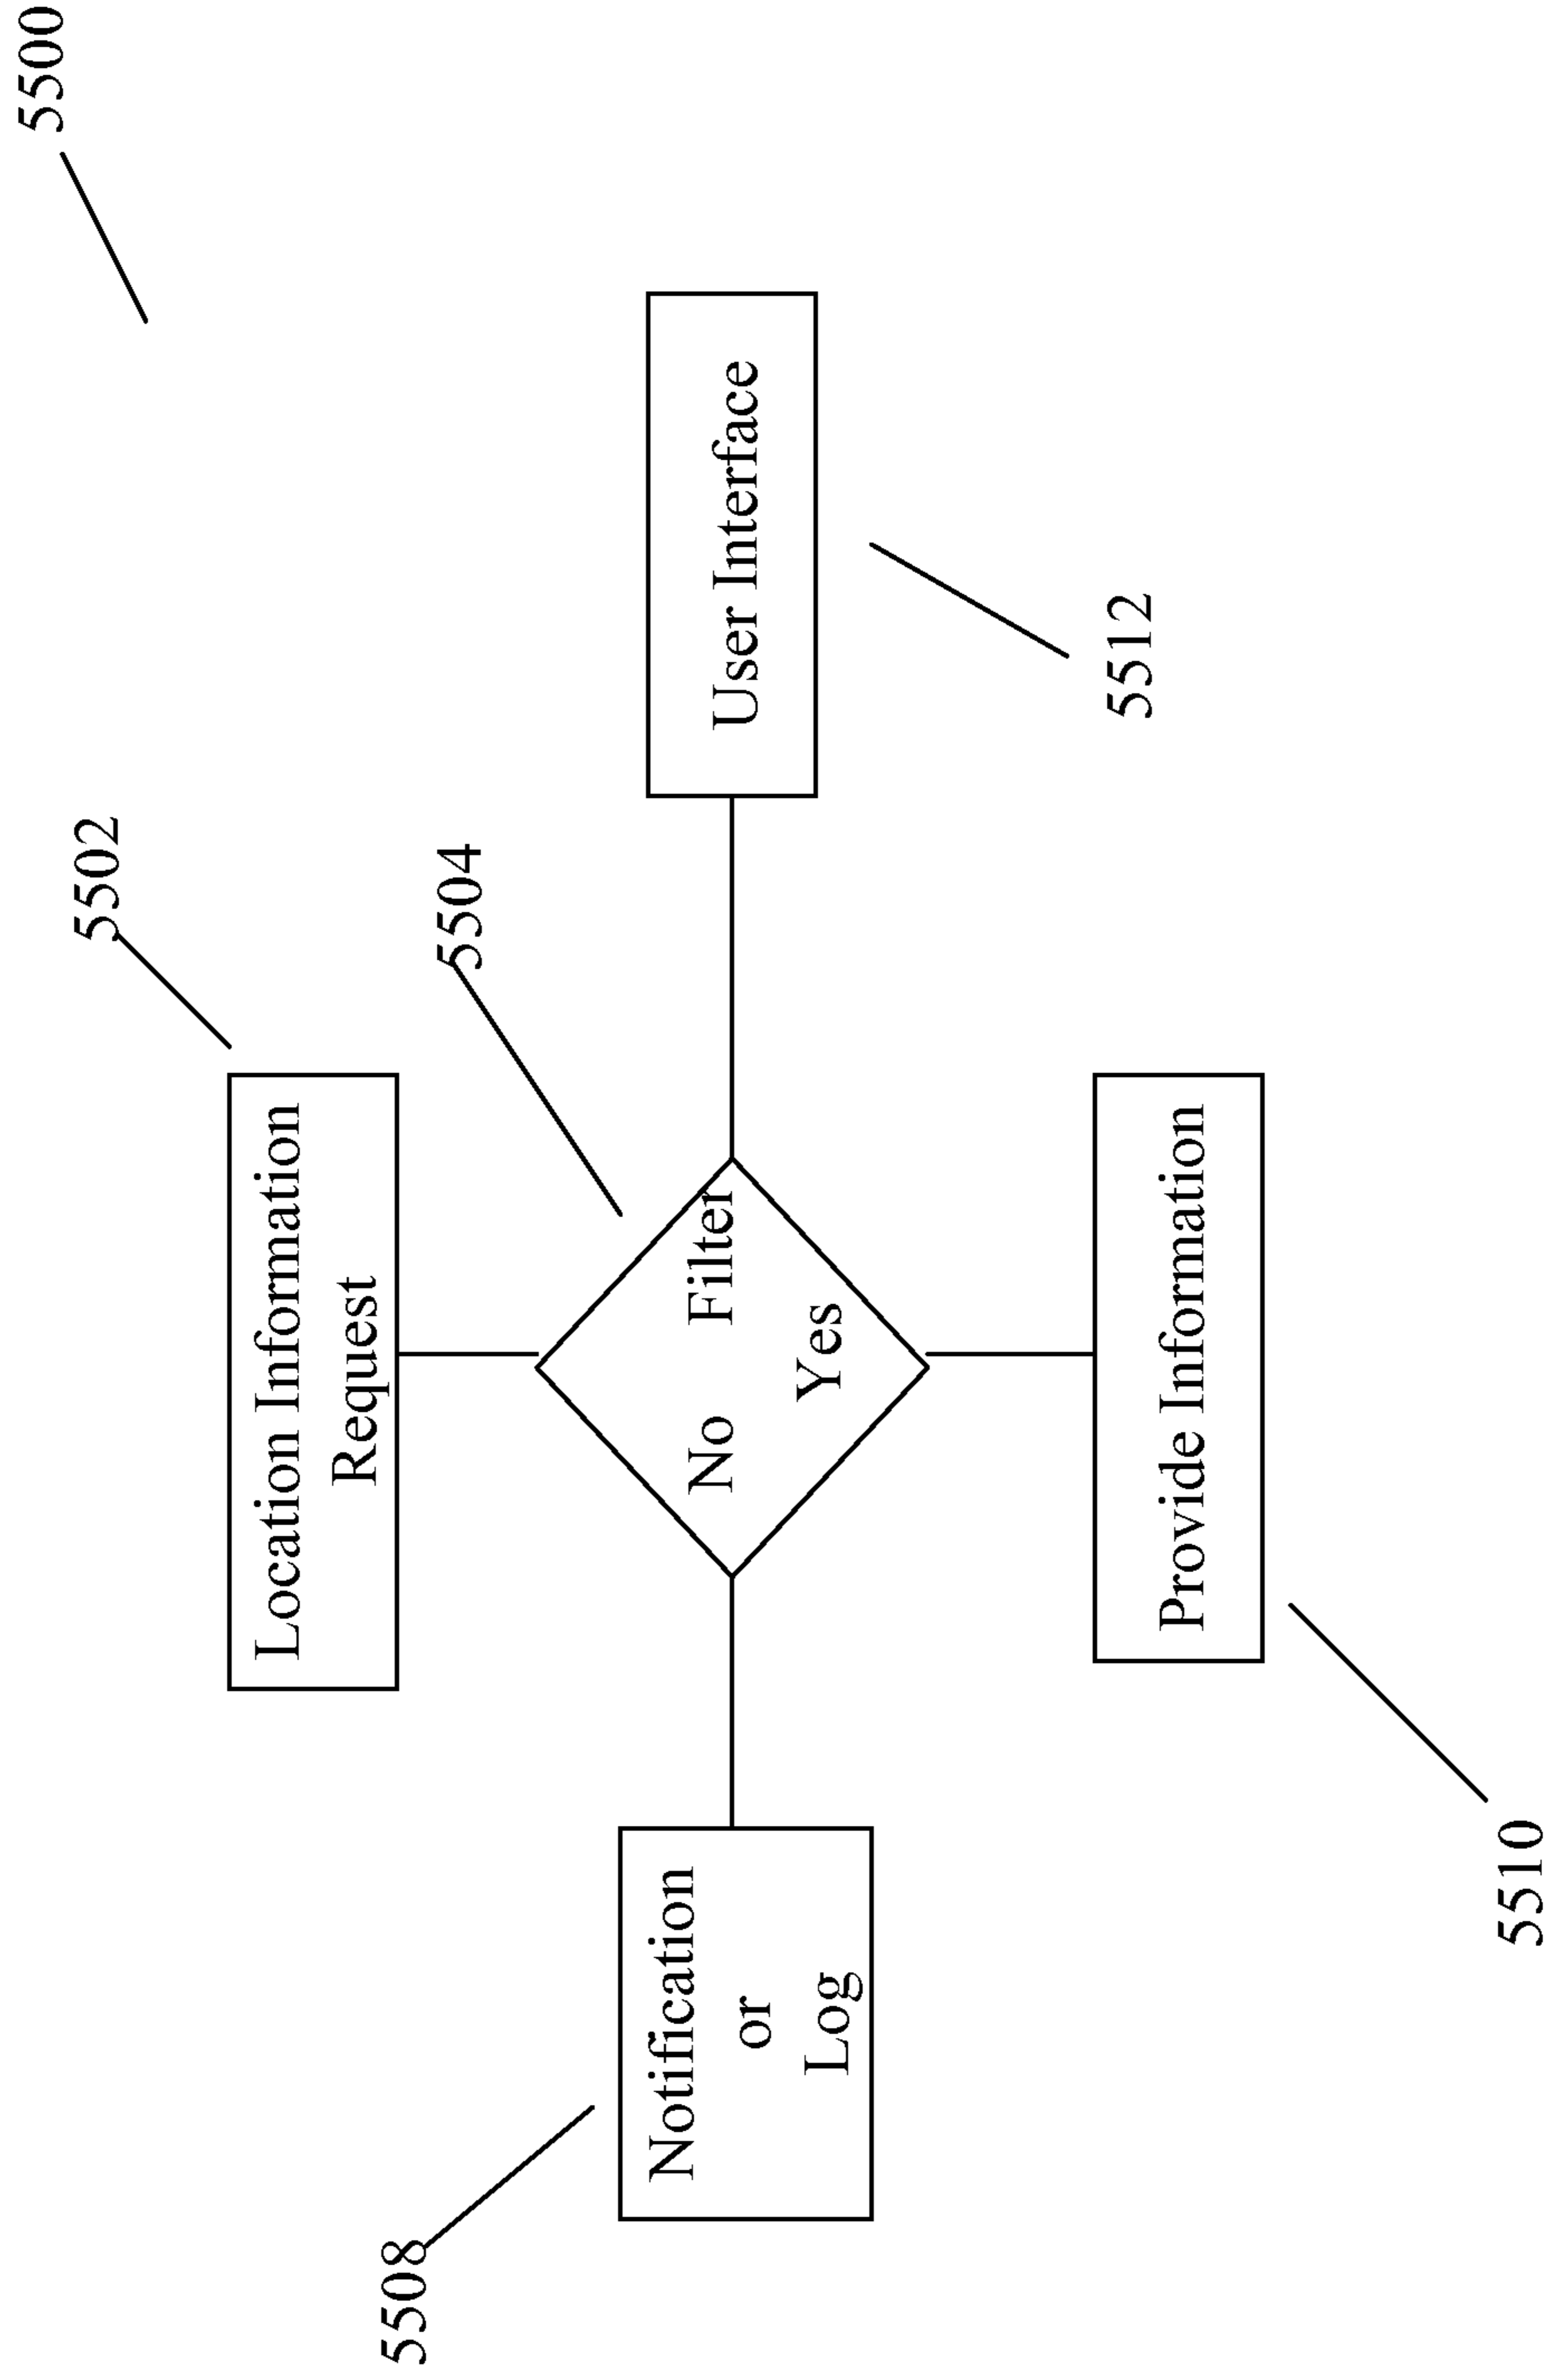 5500
5502
Location Information
Request
5504
No Filter
Yes
User Interface
5512
Notification
or
Log
5508
Provide Information
5510